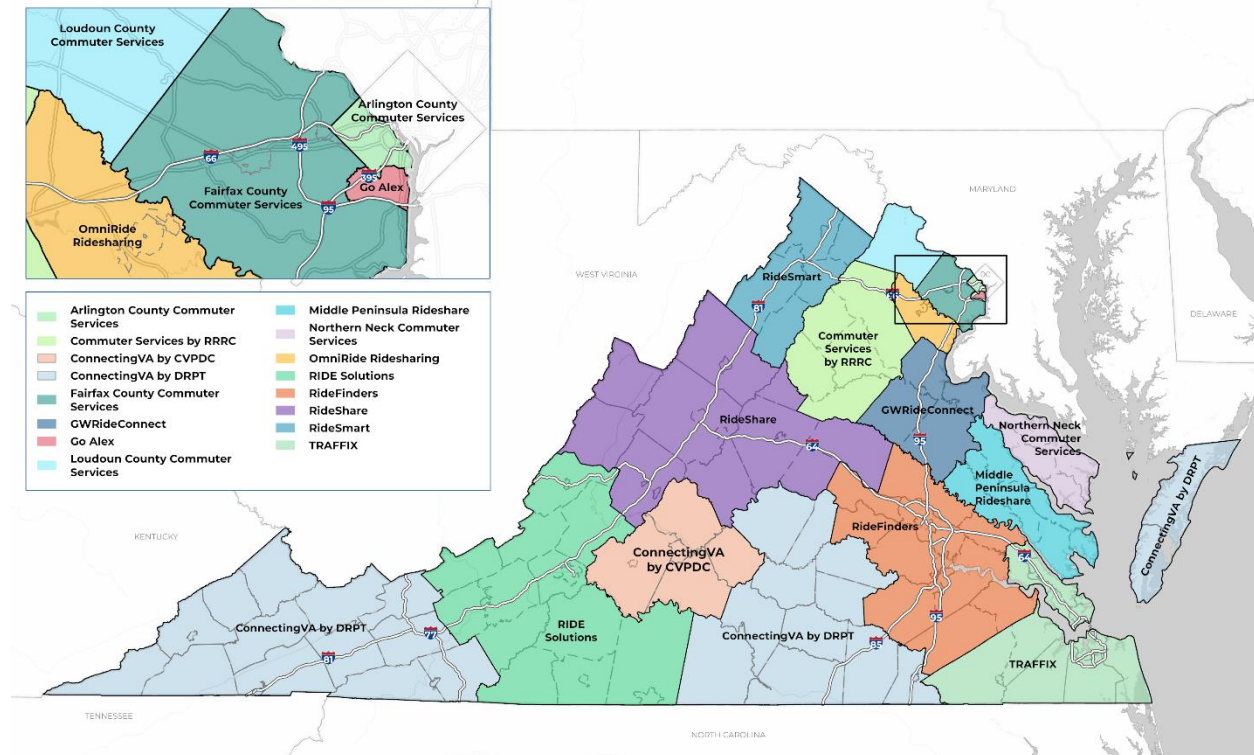 Loudoun County
Commuter Services
Arlington County
Commuter Services
66
495
395
Go Alex
Fairfax County
Commuter Services
95
OmniRide
Ridesharing
Arlington County Commuter
Services
Commuter Services by RRRC
ConnectingVA by CVPDC
ConnectingVA by DRPT
Fairfax County Commuter
Services
GWRideConnect
Go Alex
Loudoun County Commuter
Services
Middle Peninsula Rideshare
Northern Neck Commuter
Services
OmniRide Ridesharing
RIDE Solutions
RideFinders
RideShare
RideSmart
TRAFFIX
MARYLAND
WEST VIRGINIA
DC
DELAWARE
RideSmart
81
66
Commuter
Services
by RRRC
GWRideConnect
RideShare
64
95
Northern Neck
Commuter
Services
Middle
Peninsula
Rideshare
ConnectingVA by DRPT
KENTUCKY
RideFinders
ConnectingVA
by CVPDC
64
ConnectingVA by DRPT
77
81
RIDE
Solutions
ConnectingVA by DRPT
85
95
TRAFFIX
TENNESSEE
NORTH CAROLINA